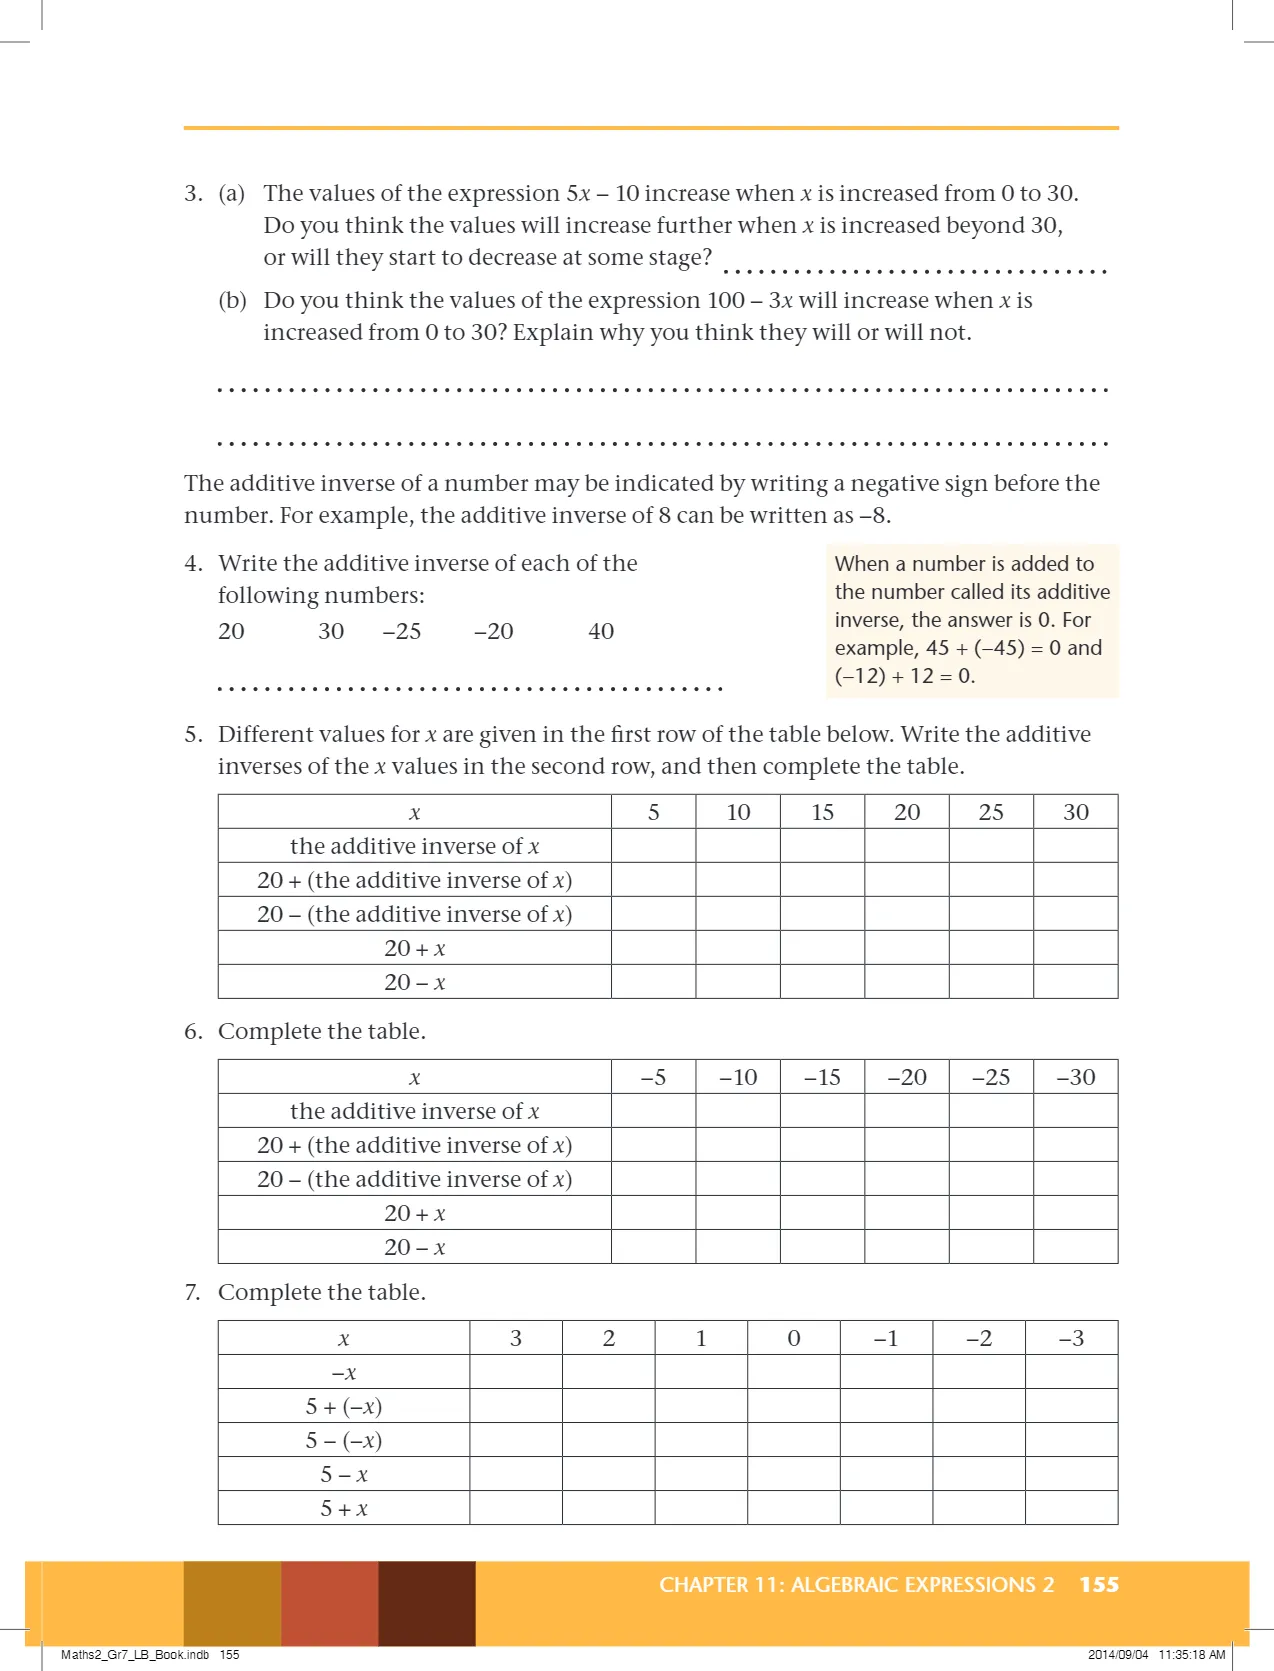 3. (a) The values of the expression 5x – 10 increase when x is increased from 0 to 30.
Do you think the values will increase further when x is increased beyond 30,
or will they start to decrease at some stage? ................................
(b) Do you think the values of the expression 100 – 3x will increase when x is
increased from 0 to 30? Explain why you think they will or will not.
The additive inverse of a number may be indicated by writing a negative sign before the
number. For example, the additive inverse of 8 can be written as –8.
4. Write the additive inverse of each of the
following numbers:
20 30 –25 –20 40
When a number is added to
the number called its additive
inverse, the answer is 0. For
example, 45 + (–45) = 0 and
(–12) + 12 = 0.
5. Different values for x are given in the first row of the table below. Write the additive
inverses of the x values in the second row, and then complete the table.
x 5 10 15 20 25 30
the additive inverse of x
20 + (the additive inverse of x)
20 – (the additive inverse of x)
20 + x
20 – x
6. Complete the table.
x –5 –10 –15 –20 –25 –30
the additive inverse of x
20 + (the additive inverse of x)
20 – (the additive inverse of x)
20 + x
20 – x
7. Complete the table.
x 3 2 1 0 –1 –2 –3
–x
5 + (–x)
5 – (–x)
5 – x
5 + x
CHAPTER 11: ALGEBRAIC EXPRESSIONS 2 155
Maths2_Gr7_LB_Book.indb 155 2014/09/04 11:35:18 AM